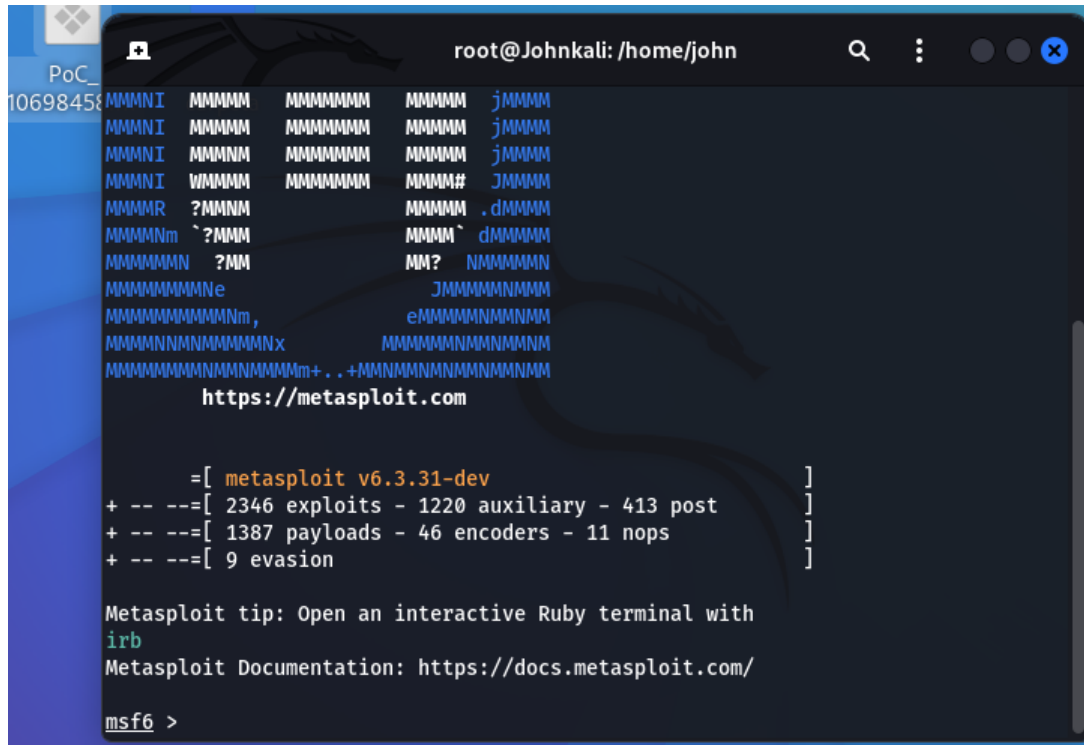 root@Johnkali: /home/john
PoC_
10698458
MMMNI MMMMM MMMMMMM MMMMM jMMMM
MMMNI MMMMM MMMMMMM MMMMM jMMMM
MMMNI MMMNM MMMMMMM MMMMM jMMMM
MMMNI WMMMM MMMMMMM MMMM# JMMMM
MMMMR ?MMNM MMMMM .dMMMM
MMMMNm `?MMM MMMM` dMMMMM
MMMMMMN ?MM MM? NMMMMMN
MMMMMMMMNe JMMMMMNMMM
MMMMMMMMMMNm, eMMMMMNMMNMM
MMMMNNMNMMMMMNx MMMMMMNMMNMMNM
MMMMMMMMNMMNMMMMm+..+MMNMMNMNMMNMMNMM
https://metasploit.com
=[ metasploit v6.3.31-dev ]
+ -- --=[ 2346 exploits - 1220 auxiliary - 413 post ]
+ -- --=[ 1387 payloads - 46 encoders - 11 nops ]
+ -- --=[ 9 evasion ]
Metasploit tip: Open an interactive Ruby terminal with
irb
Metasploit Documentation: https://docs.metasploit.com/
msf6 >